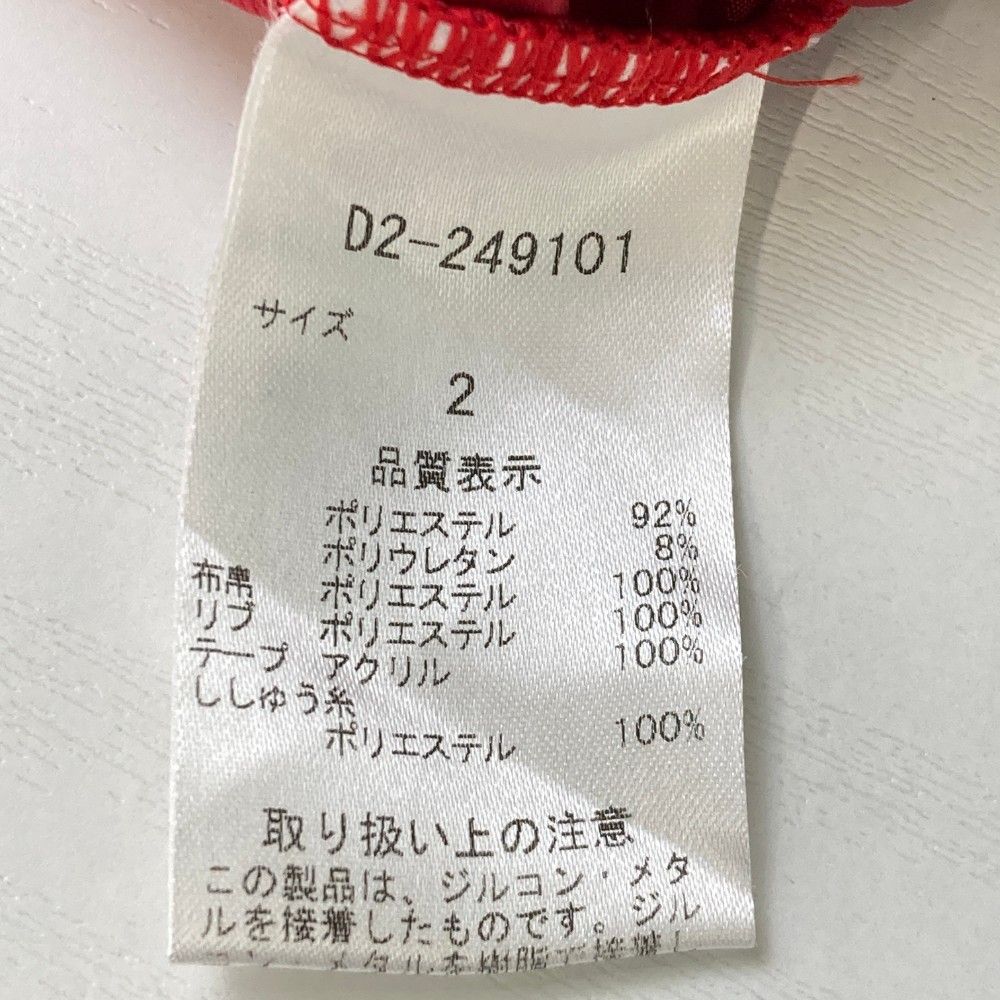 D2-249101
サイズ
2
品質表示
ポリエステル 92%
ポリウレタン 8%
布帛 ポリエステル 100%
リブ ポリエステル 100%
テープ アクリル 100%
ししゅう糸
ポリエステル 100%
取り扱い上の注意
この製品は、ジルコン・メタ
ルを接着したものです。ジル